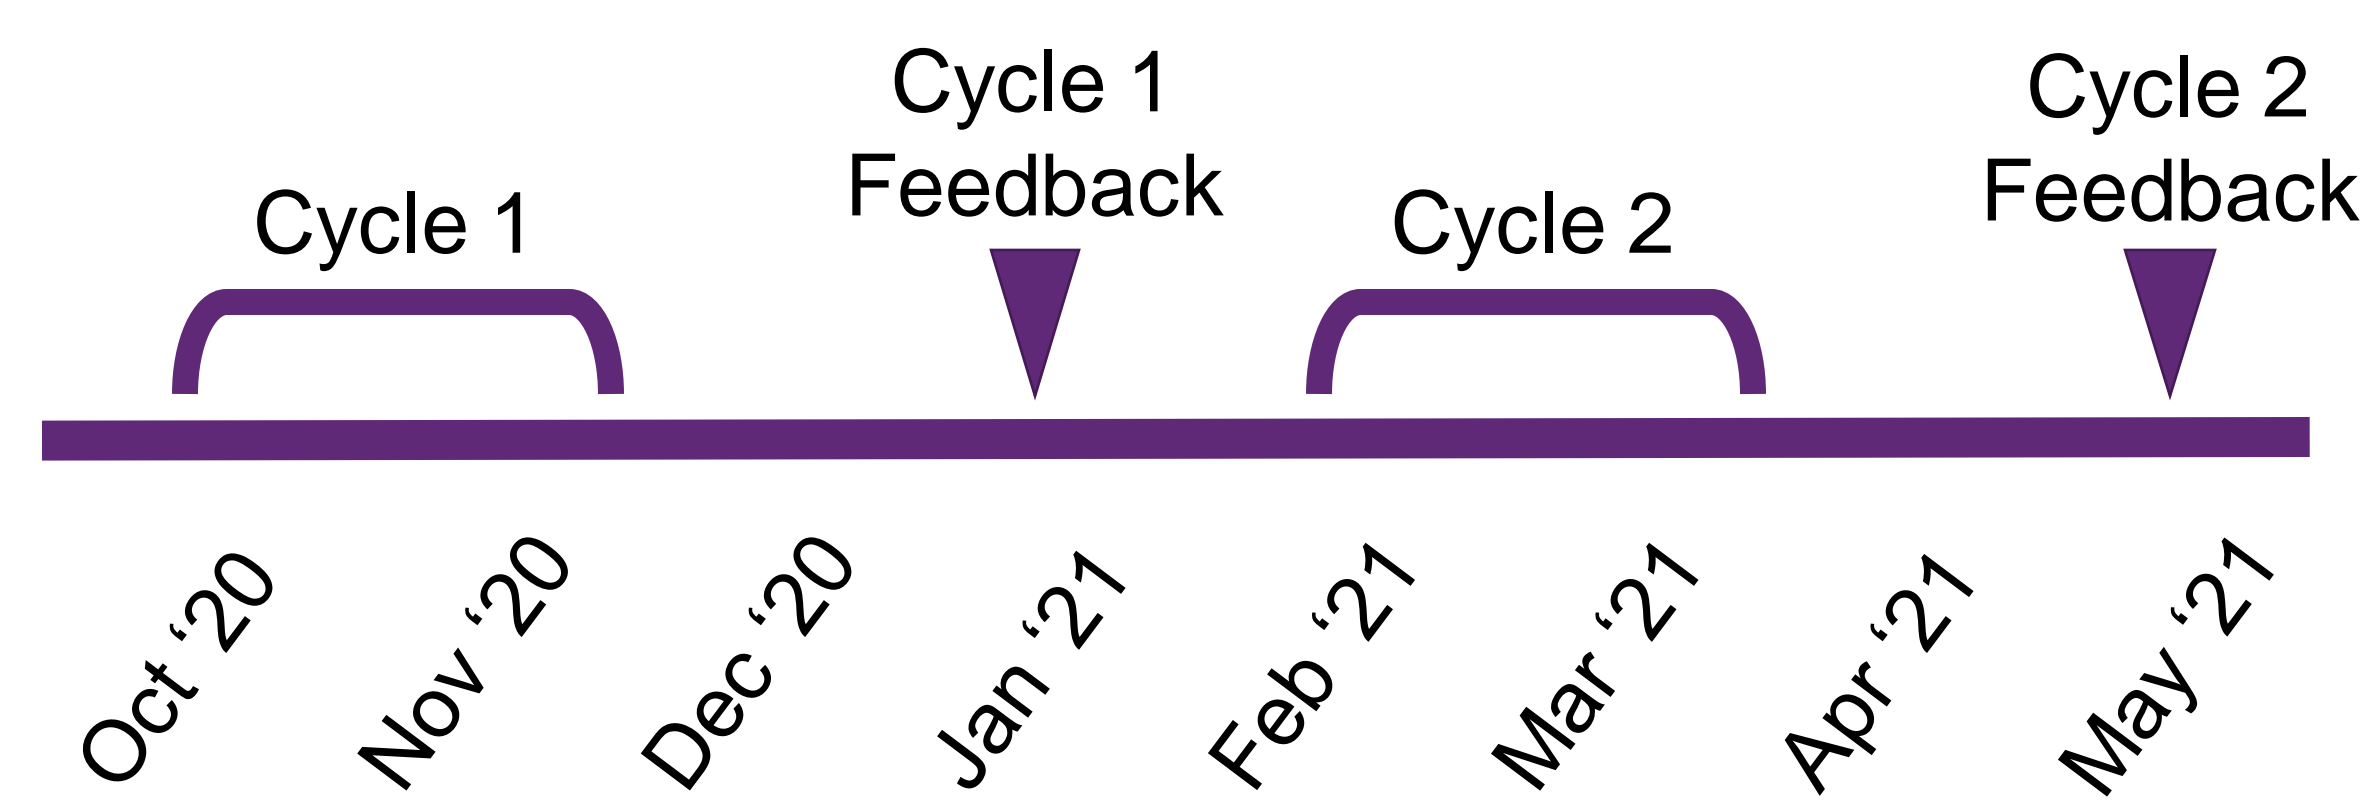 Cycle 1
Cycle 1
Feedback
Cycle 2
Cycle 2
Feedback
Oct ‘20
Nov ‘20
Dec ‘20
Jan ‘21
Feb ‘21
Mar ‘21
Apr ‘21
May ‘21